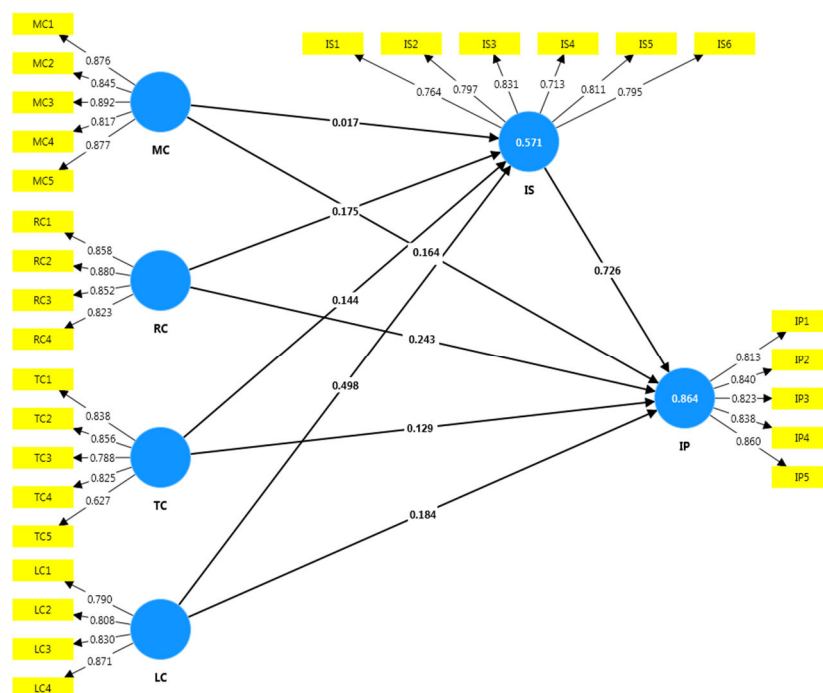 MC1
MC2
MC3
MC4
MC5
0.876
0.845
0.892
0.817
0.877
MC
RC1
RC2
RC3
RC4
0.858
0.880
0.852
0.823
RC
TC1
TC2
TC3
TC4
TC5
0.838
0.856
0.788
0.825
0.627
TC
LC1
LC2
LC3
LC4
0.790
0.808
0.830
0.871
LC
IS1
IS2
IS3
IS4
IS5
IS6
0.764
0.797
0.831
0.713
0.811
0.795
0.571
IS
0.017
0.175
0.164
0.144
0.243
0.498
0.129
0.184
0.726
0.864
IP
IP1
IP2
IP3
IP4
IP5
0.813
0.840
0.823
0.838
0.860